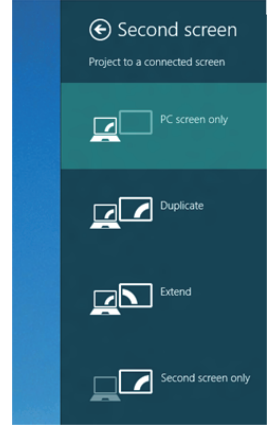 Second screen
Project to a connected screen
PC screen only
Duplicate
Extend
Second screen only